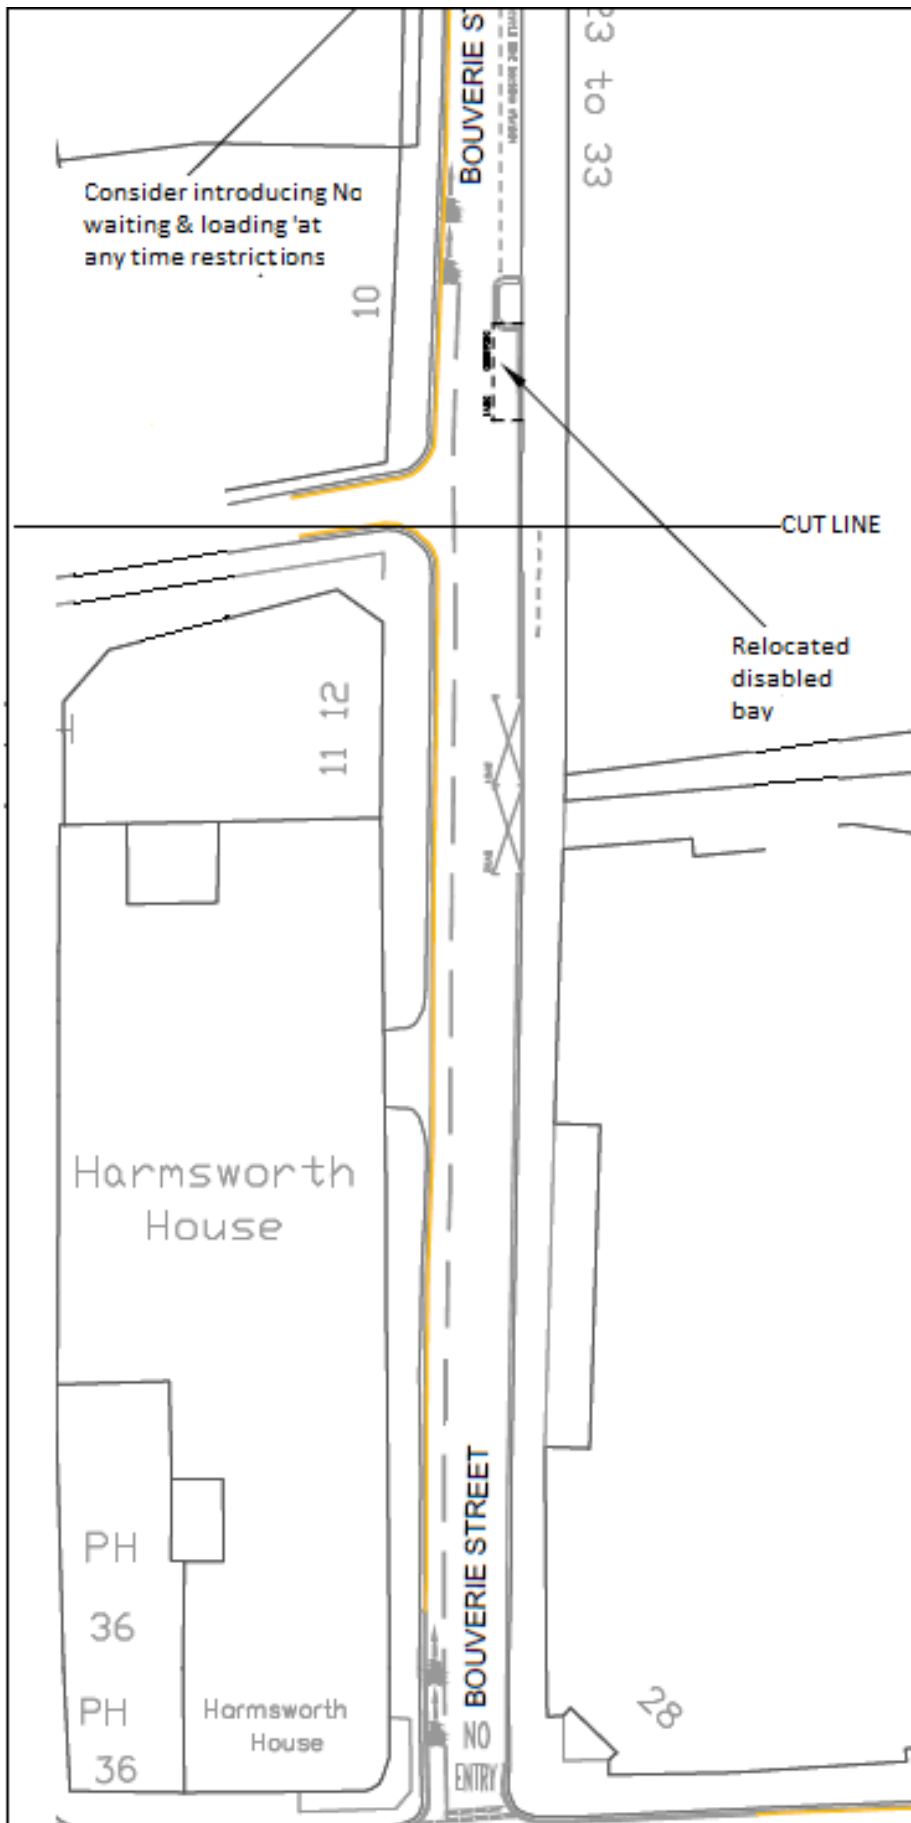 BOUVERIE ST
23 to 33
Consider introducing No
waiting & loading 'at
any time restrictions
10
CUT LINE
Relocated
disabled
bay
11 12
Harmsworth
House
BOUVERIE STREET
PH
36
PH
36
Harmsworth
House
28
NO
ENTRY